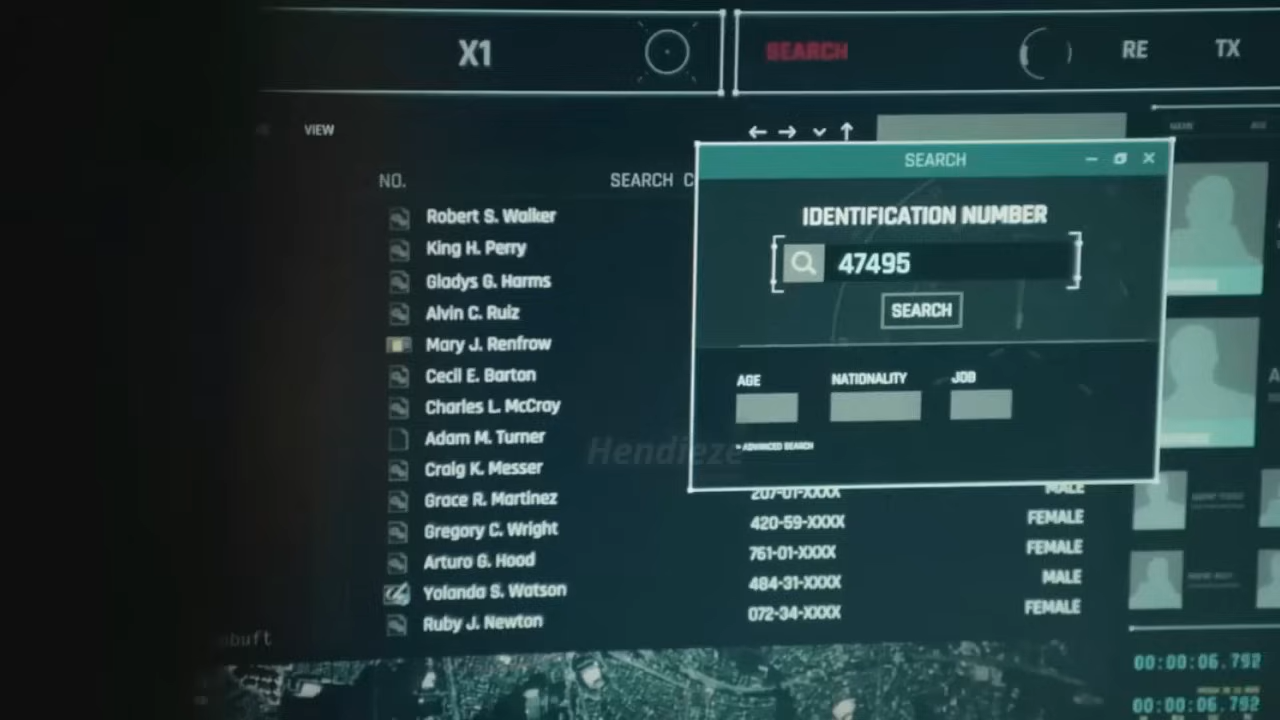 X1
SEARCH
RE
TX
VIEW
NO.
SEARCH C
SEARCH
IDENTIFICATION NUMBER
47495
SEARCH
AGE
NATIONALITY
JOB
ADVANCED SEARCH
Robert S. Walker
King H. Perry
Gladys G. Harms
Alvin C. Ruiz
Mary J. Renfrow
Cecil E. Barton
Charles L. McCray
Adam M. Turner
Craig K. Messer
Grace R. Martinez 207-01-XXXX MALE
Gregory C. Wright 420-59-XXXX FEMALE
Arturo G. Hood 761-01-XXXX FEMALE
Yolanda S. Watson 484-31-XXXX MALE
Ruby J. Newton 072-34-XXXX FEMALE
Hendieze
00:00:06.792
00:00:06.792